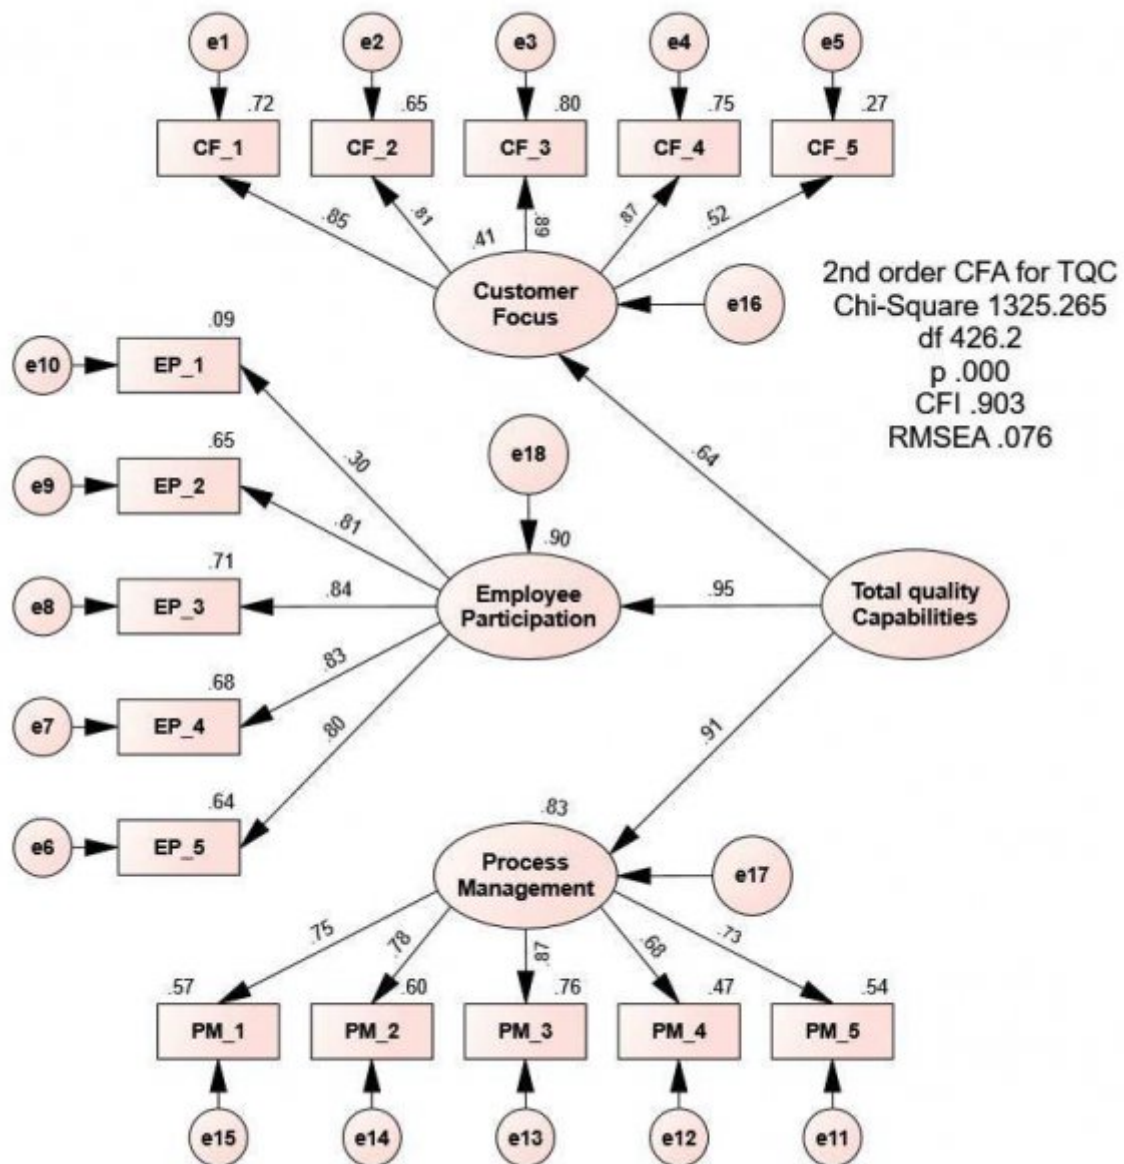 e1 e2 e3 e4 e5
.72 .65 .80 .75 .27
CF_1 CF_2 CF_3 CF_4 CF_5
.85 .81 .89 .87 .52
.41
Customer
Focus
e16
2nd order CFA for TQC
Chi-Square 1325.265
df 426.2
p .000
CFI .903
RMSEA .076
.09
e10 EP_1
.30
.65
e9 EP_2
.81
.71
e8 EP_3
.84
.68
e7 EP_4
.83
.64
e6 EP_5
.80
e18
.90
Employee
Participation
.64
.95
.91
Total quality
Capabilities
.83
Process
Management
e17
.75 .78 .87 .68 .73
.57 .60 .76 .47 .54
PM_1 PM_2 PM_3 PM_4 PM_5
e15 e14 e13 e12 e11